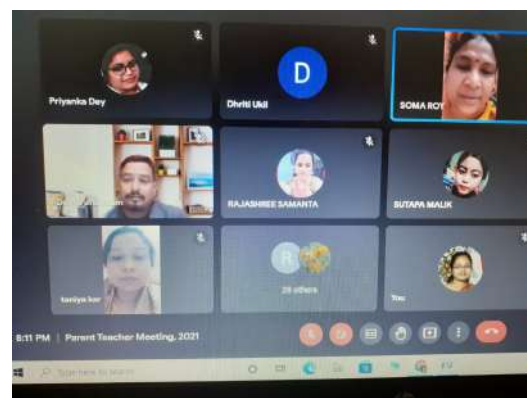 Priyanka Dey
D
Dhriti Ukil
SOMA ROY
RAJASHREE SAMANTA
SUTAPA MALIK
taniya kar
R
28 others
You
8:11 PM | Parent Teacher Meeting, 2021
Type here to search